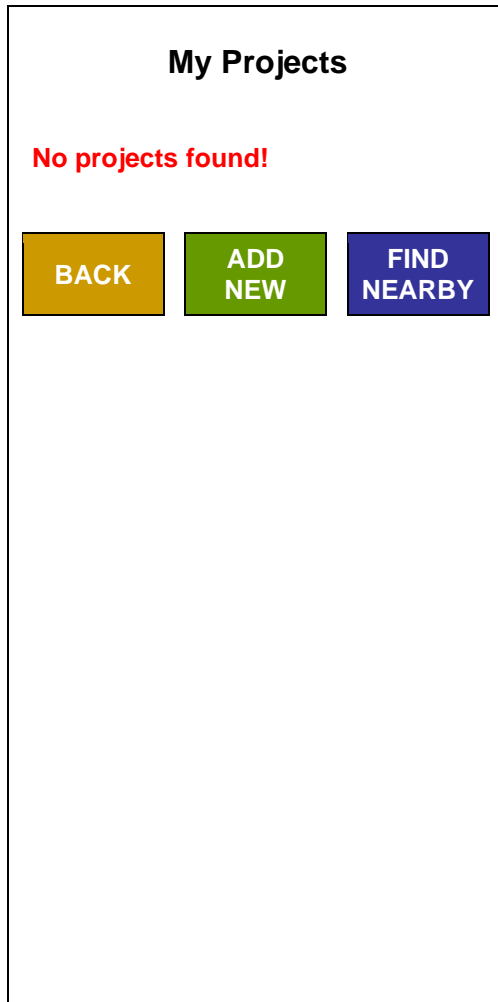 My Projects
No projects found!
BACK
ADD
NEW
FIND
NEARBY